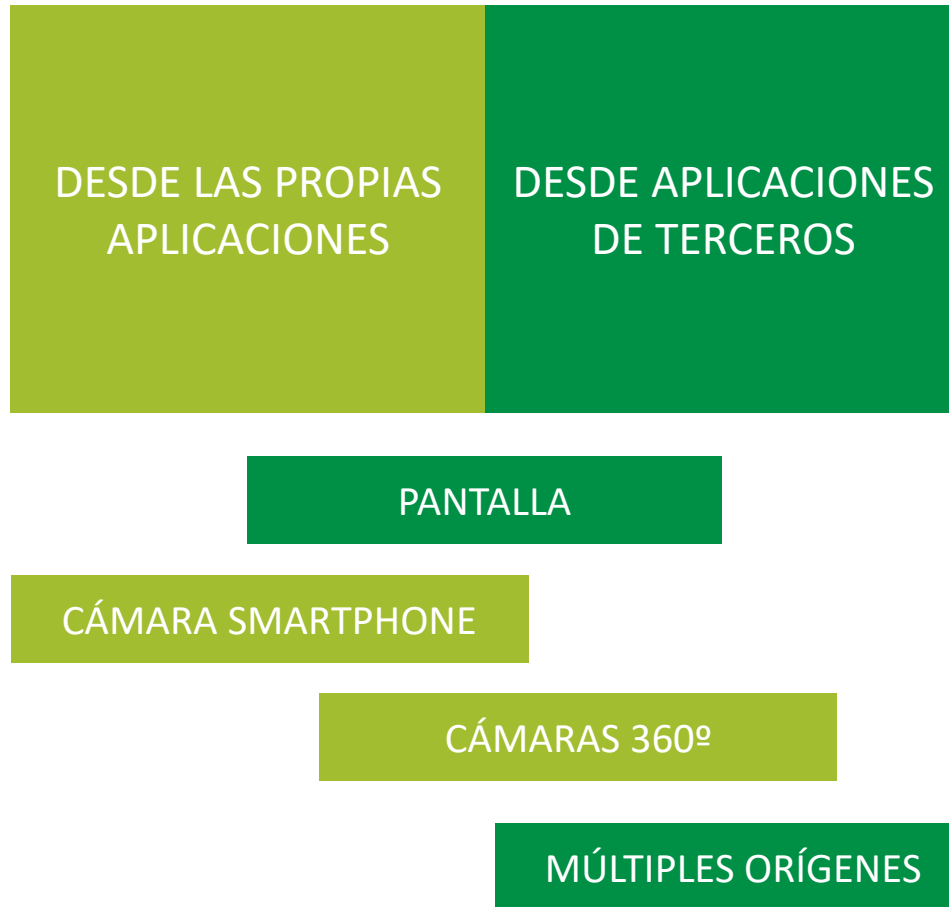 DESDE LAS PROPIAS
APLICACIONES
DESDE APLICACIONES
DE TERCEROS
PANTALLA
CÁMARA SMARTPHONE
CÁMARAS 360º
MÚLTIPLES ORÍGENES